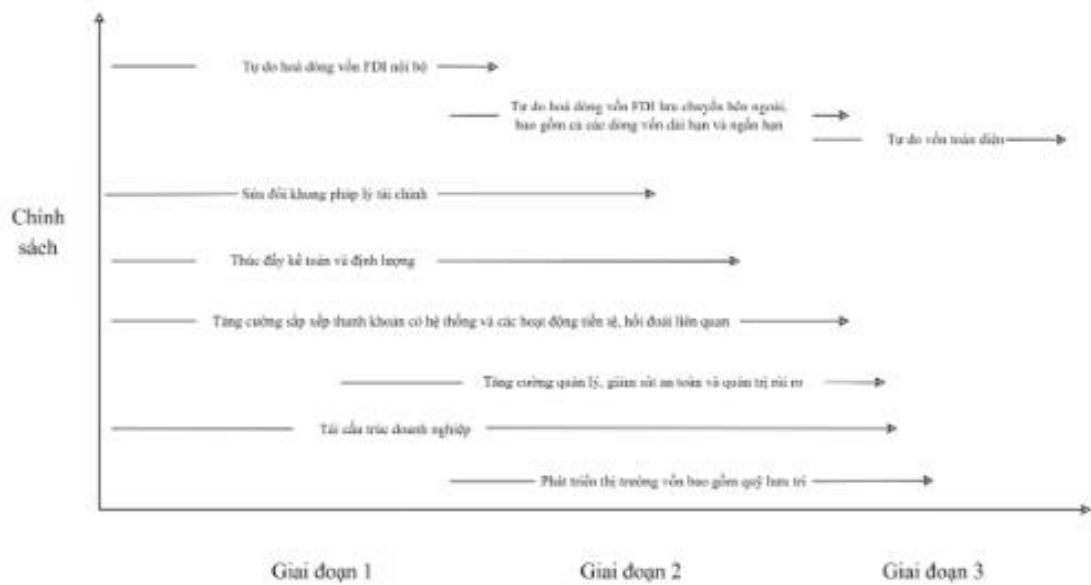 Tự do hoá dòng vốn FDI nội bộ
Tự do hoá dòng vốn FDI lưu chuyển bên ngoài,
bao gồm cả các dòng vốn dài hạn và ngắn hạn
Tự do vốn toàn diện
Sửa đổi khung pháp lý tài chính
Chính
sách
Thúc đẩy kế toán và định lượng
Tăng cường sắp xếp thanh khoản có hệ thống và các hoạt động tiền tệ, hối đoái liên quan
Tăng cường quản lý, giám sát an toàn và quản trị rủi ro
Tái cấu trúc doanh nghiệp
Phát triển thị trường vốn bao gồm quỹ hưu trí
Giai đoạn 1
Giai đoạn 2
Giai đoạn 3